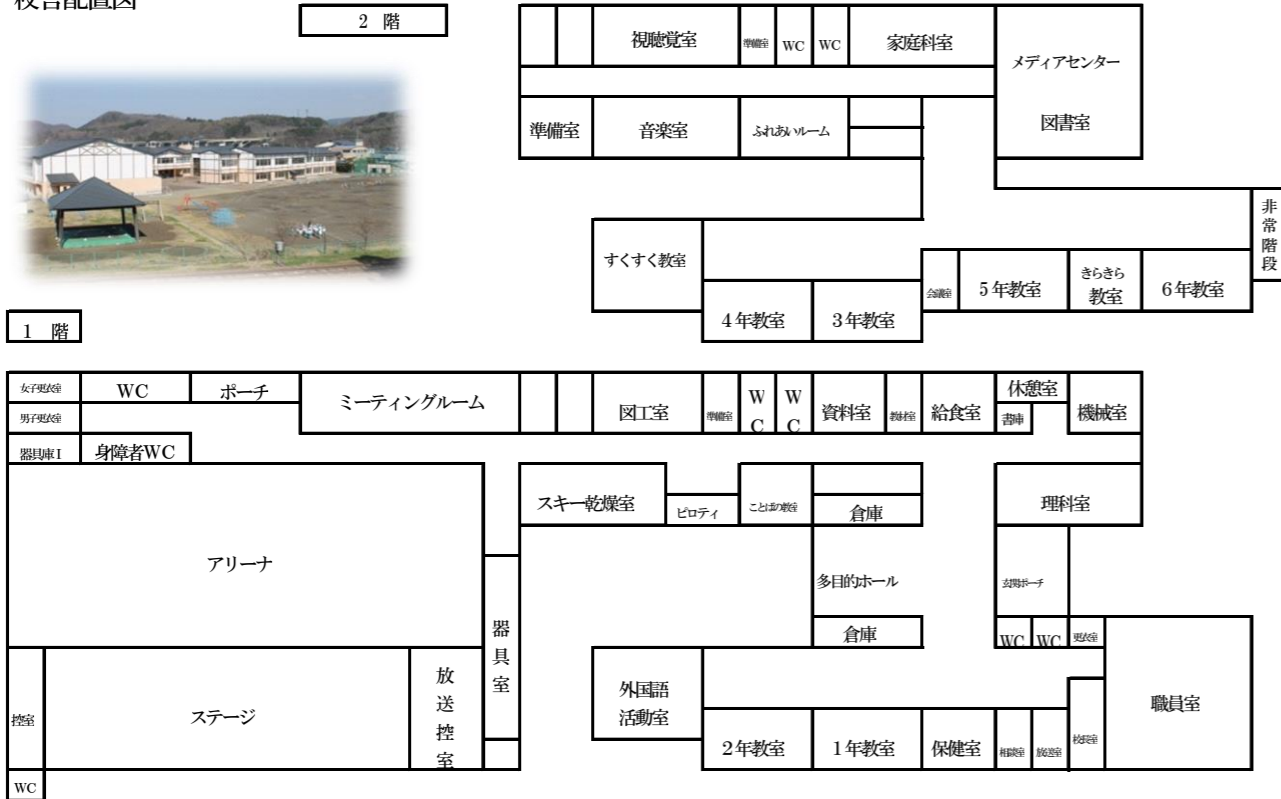 校舎配置図
2 階
視聴覚室
準備室
WC
WC
家庭科室
メディアセンター
図書室
準備室
音楽室
ふれあいルーム
非常階段
すくすく教室
4年教室
3年教室
会議室
5年教室
きらきら
教室
6年教室
1 階
女子更衣室
WC
ポーチ
ミーティングルーム
図工室
準備室
WC
WC
資料室
教材室
給食室
休憩室
書庫
機械室
男子更衣室
器具庫I
身障者WC
スキー乾燥室
ピロティ
ことばの教室
倉庫
理科室
アリーナ
多目的ホール
玄関ポーチ
器具室
倉庫
WC
WC
更衣室
控室
ステージ
放送控室
外国語
活動室
職員室
2年教室
1年教室
保健室
相談室
放送室
校長室
WC